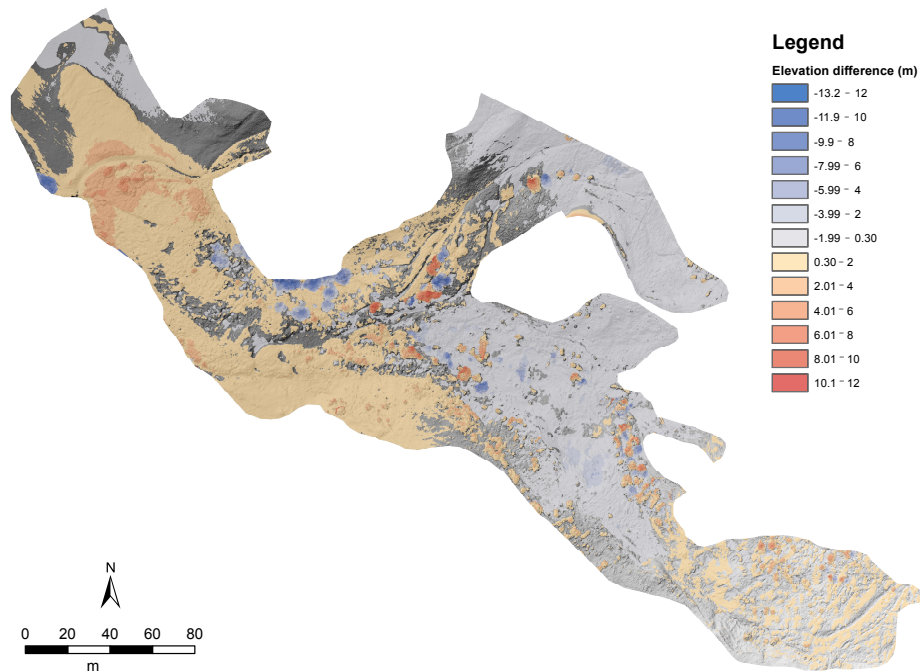 Legend
Elevation difference (m)
-13.2 - 12
-11.9 - 10
-9.9 - 8
-7.99 - 6
-5.99 - 4
-3.99 - 2
-1.99 - 0.30
0.30 - 2
2.01 - 4
4.01 - 6
6.01 - 8
8.01 - 10
10.1 - 12
N
0 20 40 60 80
m